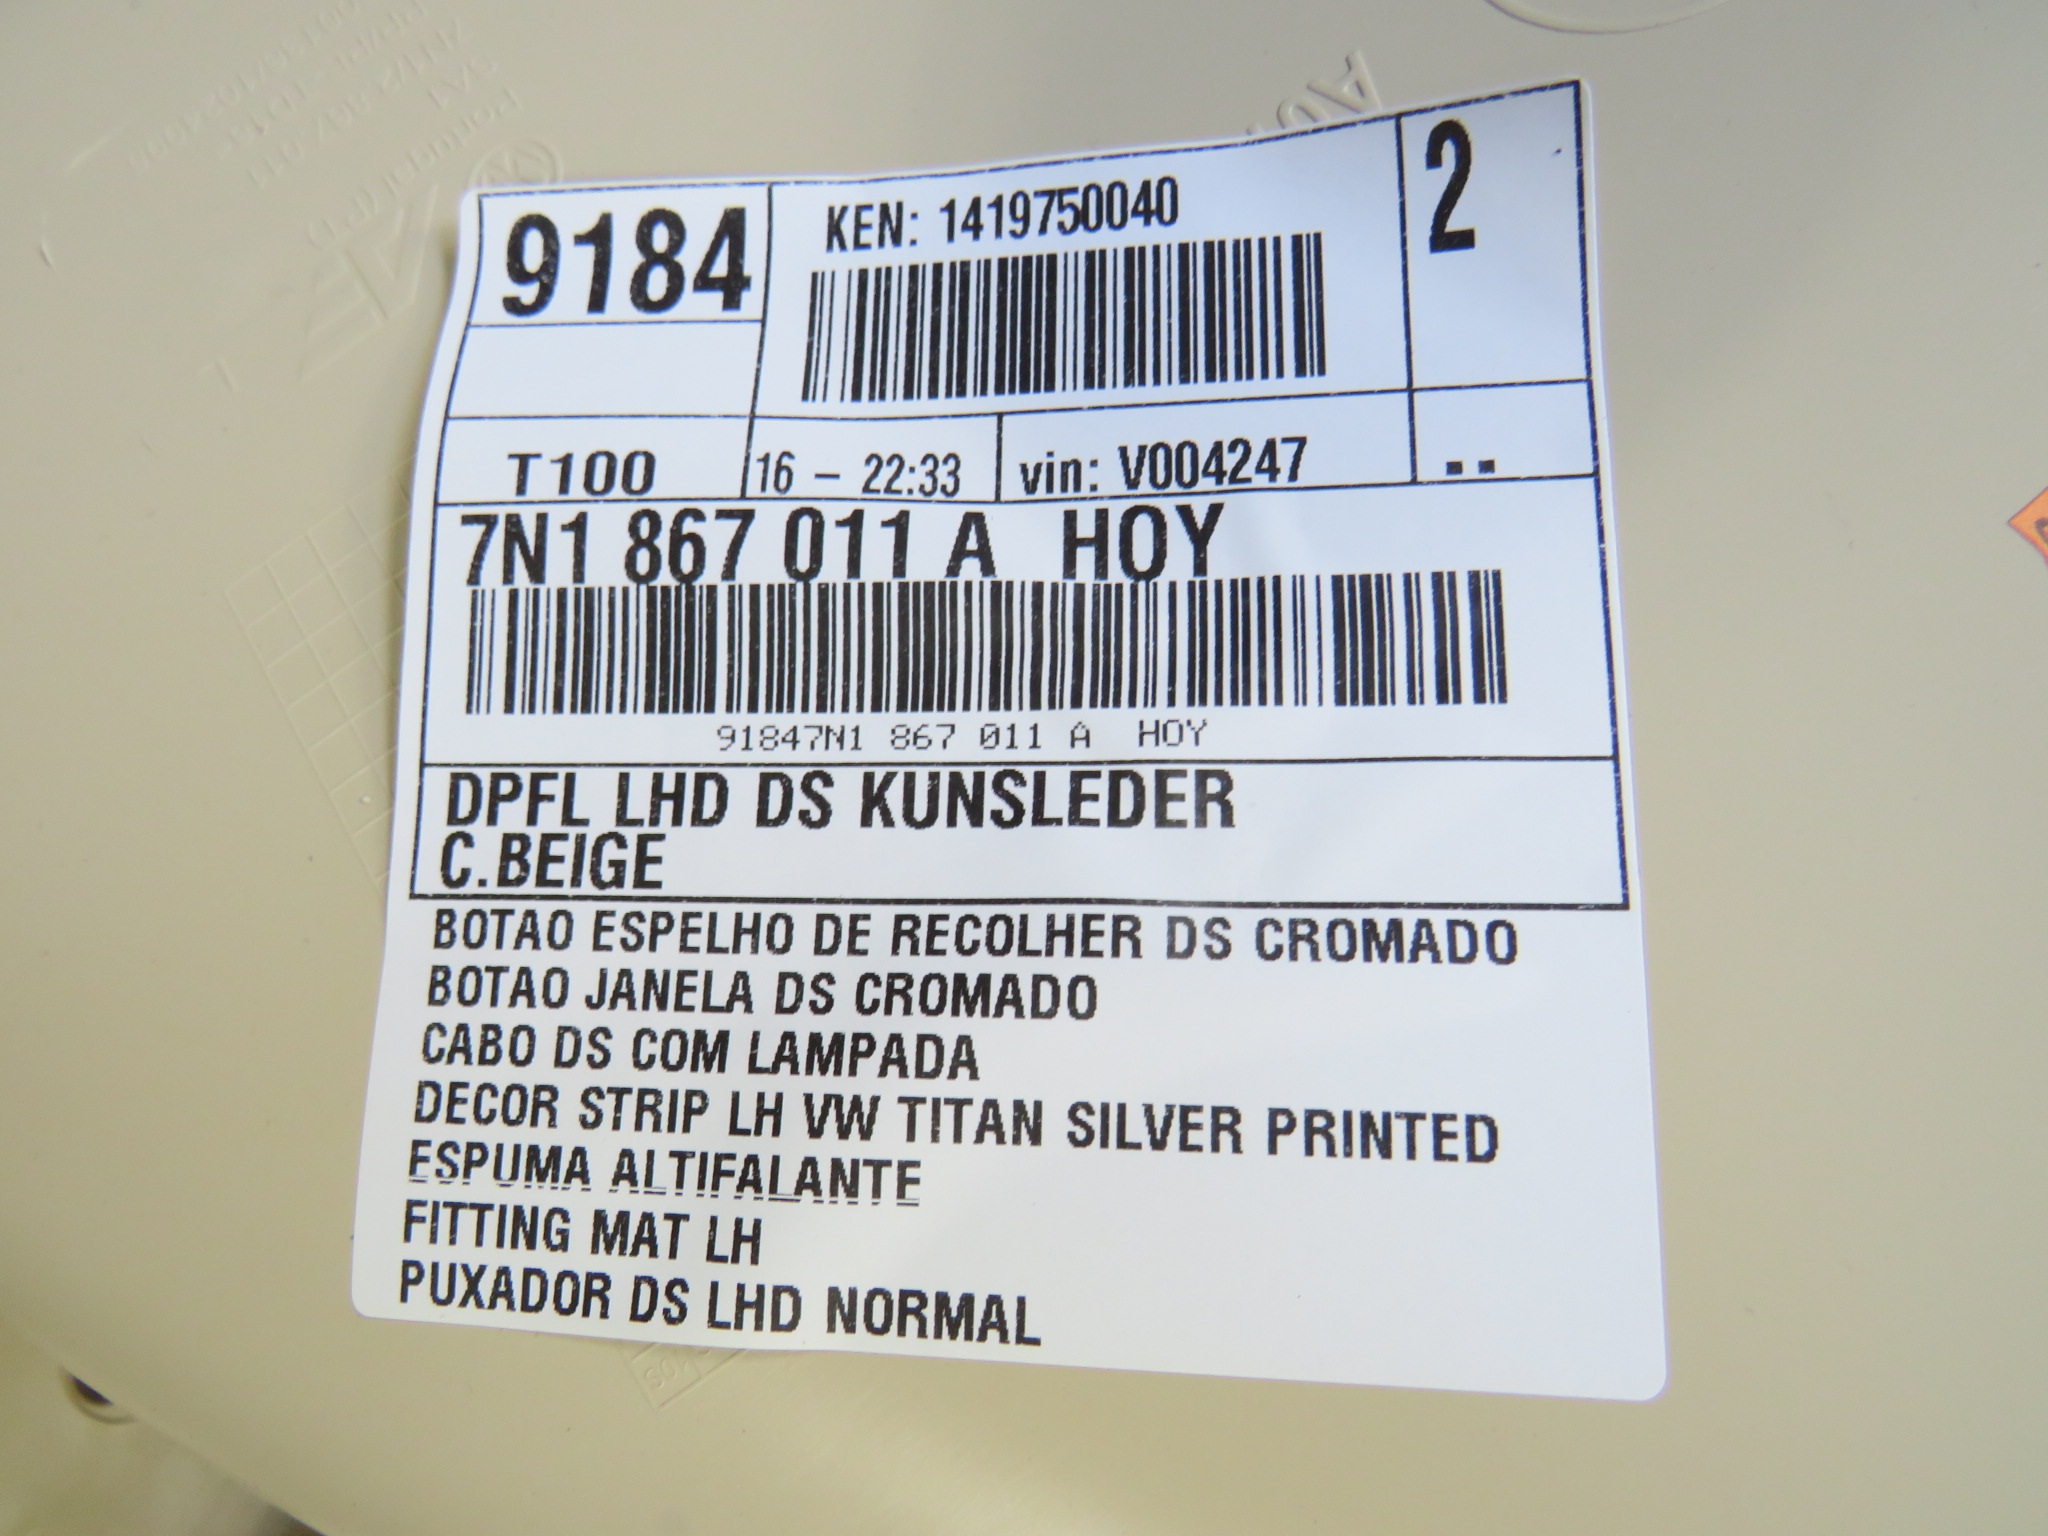 9184
KEN: 1419750040
2
T100
16 – 22:33
vin: V004247
..
7N1 867 011 A HOY
91847N1 867 011 A HOY
DPFL LHD DS KUNSLEDER
C.BEIGE
BOTAO ESPELHO DE RECOLHER DS CROMADO
BOTAO JANELA DS CROMADO
CABO DS COM LAMPADA
DECOR STRIP LH VW TITAN SILVER PRINTED
ESPUMA ALTIFALANTE
FITTING MAT LH
PUXADOR DS LHD NORMAL
Portugal (P)
L